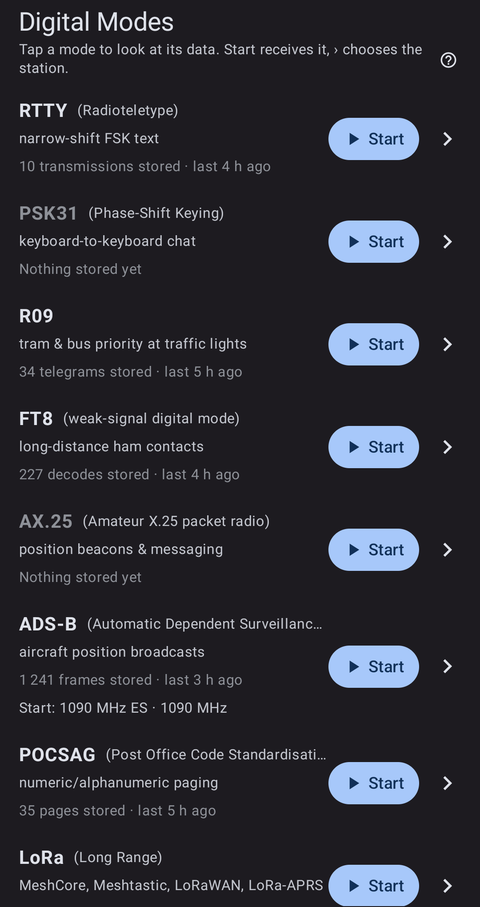 Digital Modes
Tap a mode to look at its data. Start receives it, › chooses the
station.
RTTY (Radioteletype)
narrow-shift FSK text
10 transmissions stored · last 4 h ago
Start
PSK31 (Phase-Shift Keying)
keyboard-to-keyboard chat
Nothing stored yet
Start
R09
tram & bus priority at traffic lights
34 telegrams stored · last 5 h ago
Start
FT8 (weak-signal digital mode)
long-distance ham contacts
227 decodes stored · last 4 h ago
Start
AX.25 (Amateur X.25 packet radio)
position beacons & messaging
Nothing stored yet
Start
ADS-B (Automatic Dependent Surveillanc…
aircraft position broadcasts
1 241 frames stored · last 3 h ago
Start: 1090 MHz ES · 1090 MHz
Start
POCSAG (Post Office Code Standardisati…
numeric/alphanumeric paging
35 pages stored · last 5 h ago
Start
LoRa (Long Range)
MeshCore, Meshtastic, LoRaWAN, LoRa-APRS
Start